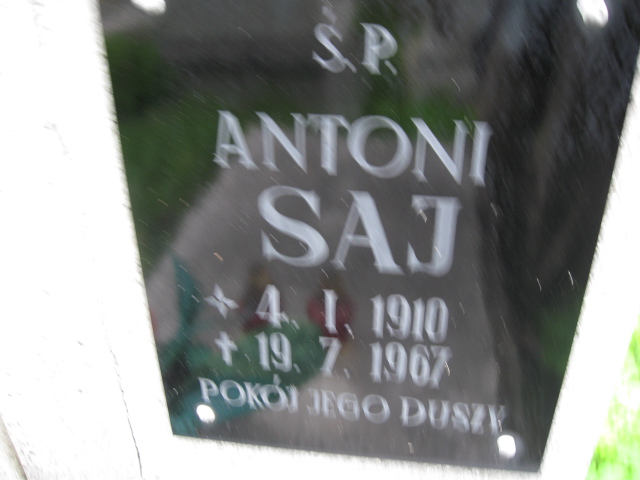 Ś.P.
ANTONI
SAJ
4. I. 1910
✝ 19. 7. 1967
POKÓJ JEGO DUSZY